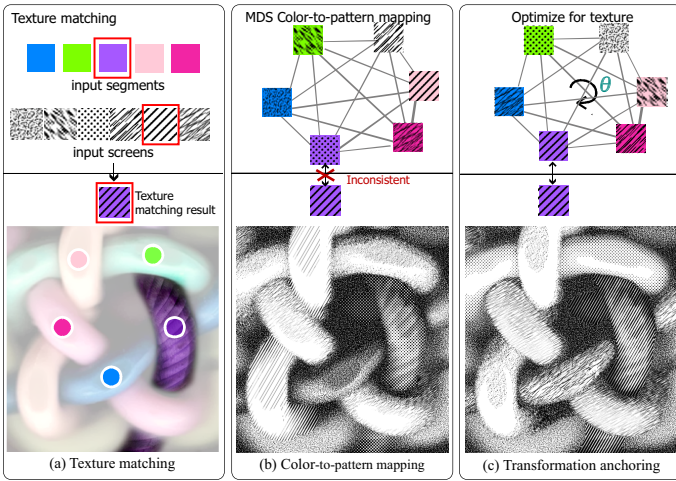 Texture matching
input segments
input screens
Texture
matching result
(a) Texture matching
MDS Color-to-pattern mapping
Inconsistent
(b) Color-to-pattern mapping
Optimize for texture
θ
(c) Transformation anchoring